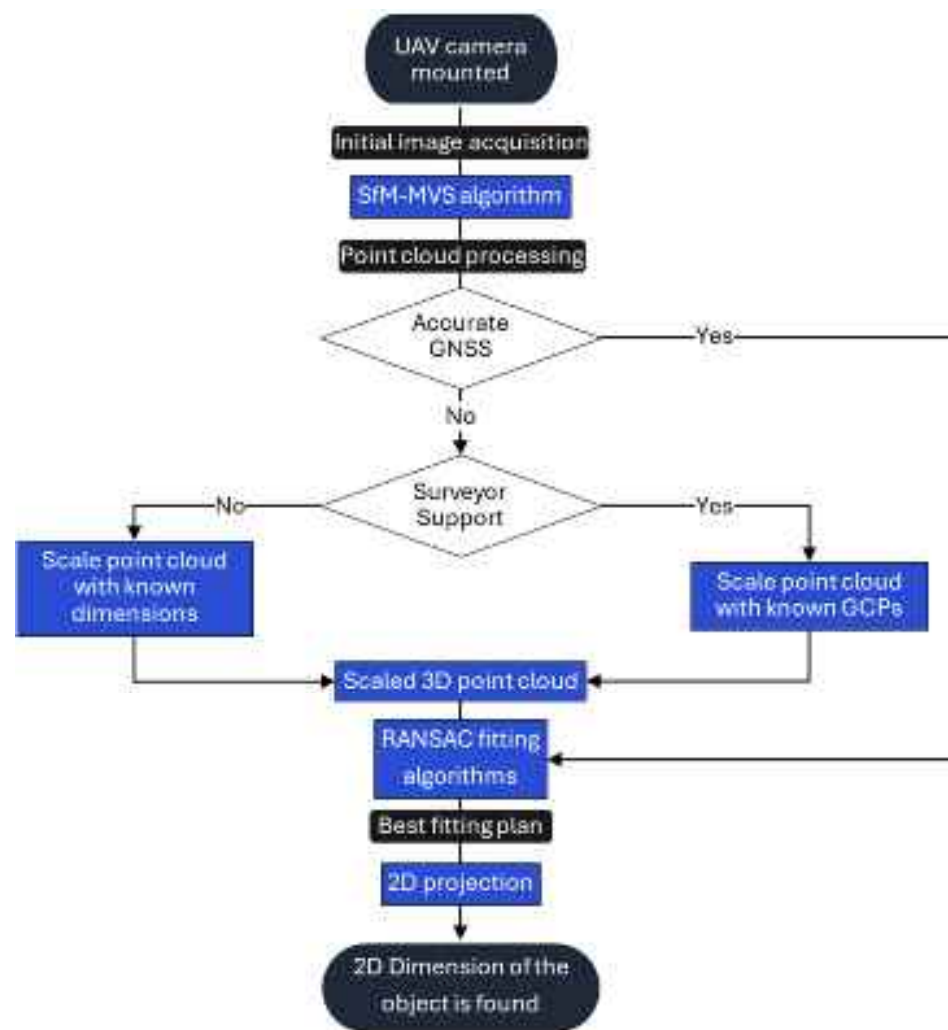 UAV camera
mounted
Initial image acquisition
SfM-MVS algorithm
Point cloud processing
Accurate
GNSS
Yes
No
Surveyor
Support
No
Yes
Scale point cloud
with known
dimensions
Scale point cloud
with known GCPs
Scaled 3D point cloud
RANSAC fitting
algorithms
Best fitting plan
2D projection
2D Dimension of the
object is found